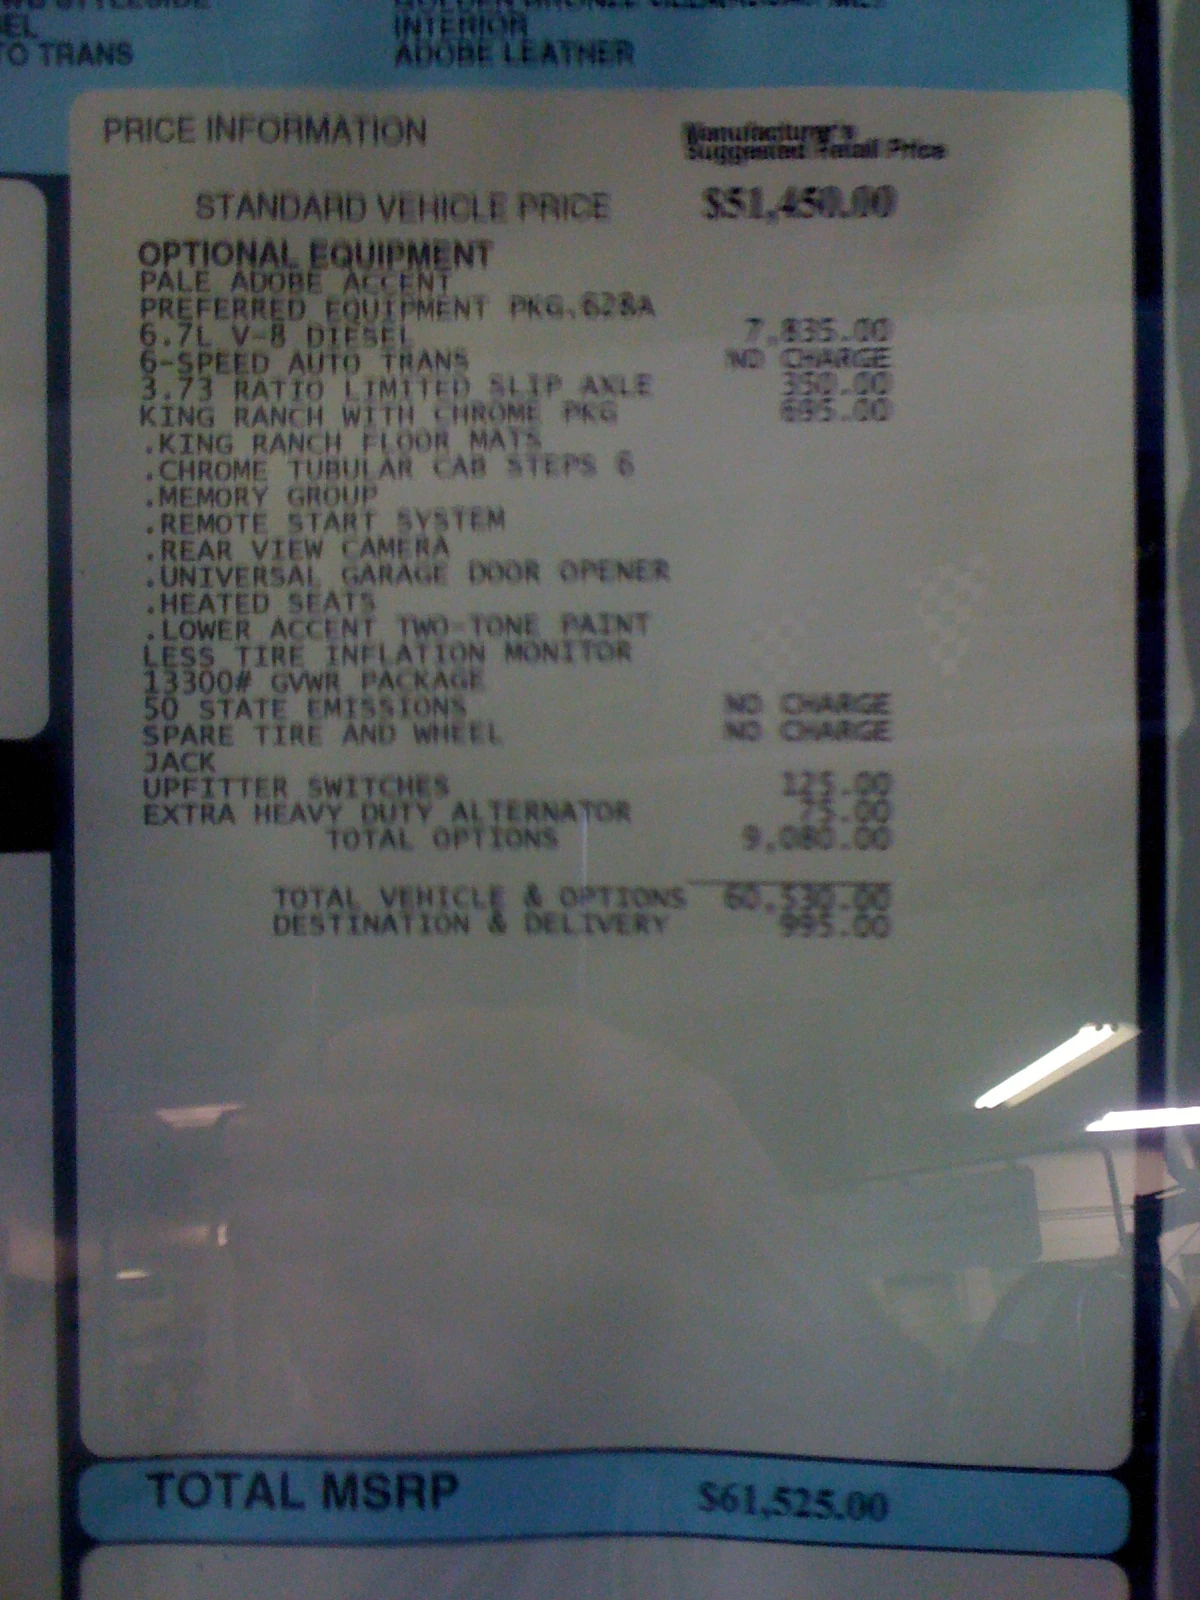 INTERIOR
TO TRANS ADOBE LEATHER
PRICE INFORMATION Manufacturer's
Suggested Retail Price
STANDARD VEHICLE PRICE $51,450.00
OPTIONAL EQUIPMENT
PALE ADOBE ACCENT
PREFERRED EQUIPMENT PKG.628A
6.7L V-8 DIESEL 7,835.00
6-SPEED AUTO TRANS NO CHARGE
3.73 RATIO LIMITED SLIP AXLE 350.00
KING RANCH WITH CHROME PKG 695.00
.KING RANCH FLOOR MATS
.CHROME TUBULAR CAB STEPS 6
.MEMORY GROUP
.REMOTE START SYSTEM
.REAR VIEW CAMERA
.UNIVERSAL GARAGE DOOR OPENER
.HEATED SEATS
.LOWER ACCENT TWO-TONE PAINT
LESS TIRE INFLATION MONITOR
13300# GVWR PACKAGE
50 STATE EMISSIONS NO CHARGE
SPARE TIRE AND WHEEL NO CHARGE
JACK
UPFITTER SWITCHES 125.00
EXTRA HEAVY DUTY ALTERNATOR 75.00
TOTAL OPTIONS 9,080.00
TOTAL VEHICLE & OPTIONS 60,530.00
DESTINATION & DELIVERY 995.00
TOTAL MSRP $61,525.00